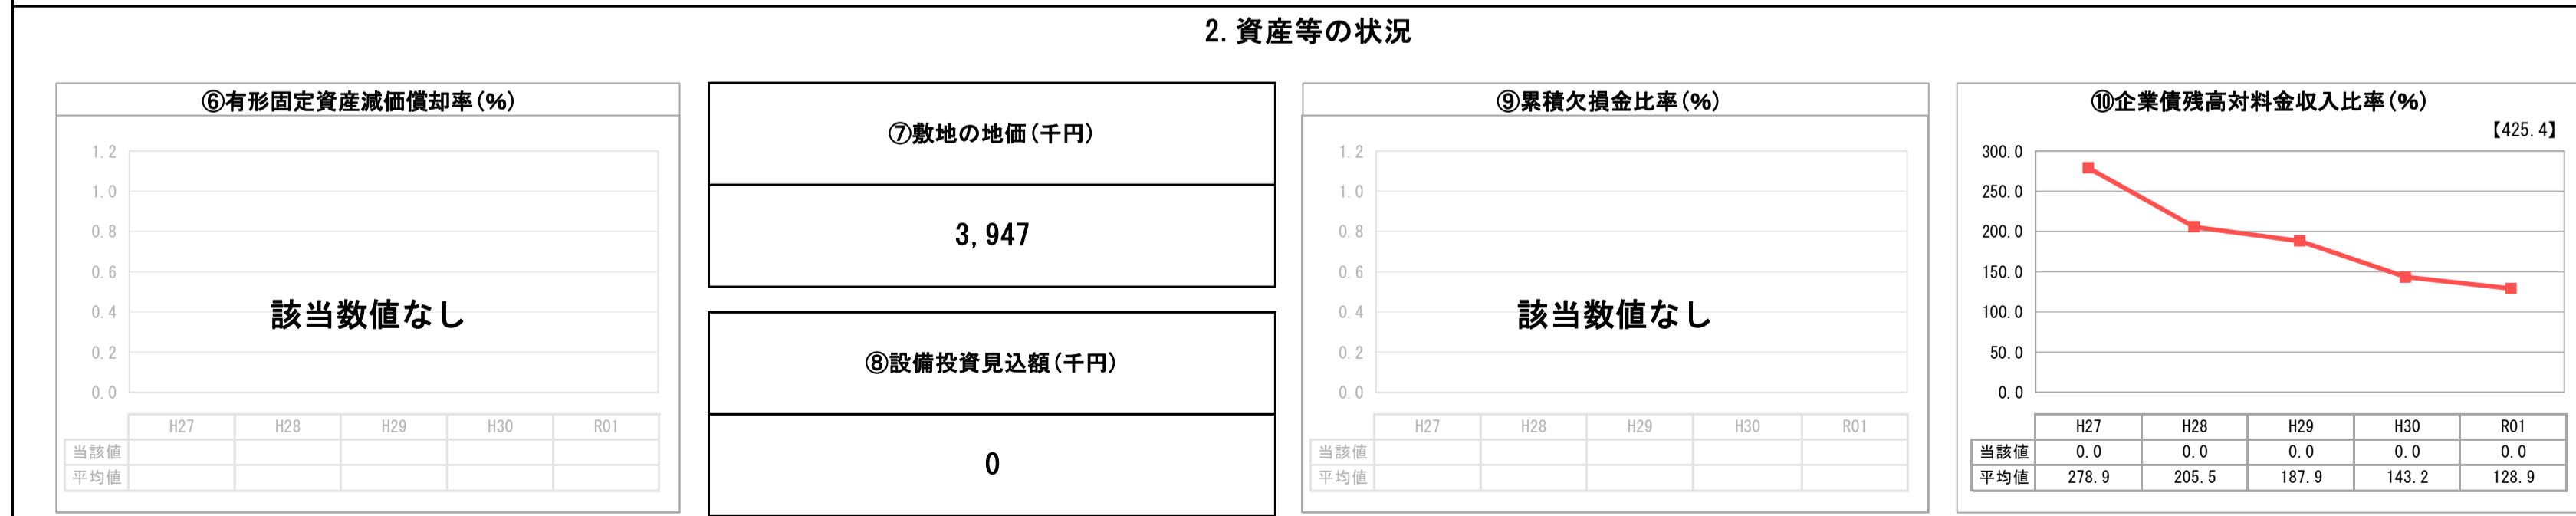 2.資産等の状況
⑥有形固定資産減価償却率(%)
1.2
1.0
0.8
0.6
0.4
0.2
0.0
該当数値なし
H27 H28 H29 H30 R01
当該値
平均値
⑦敷地の地価(千円)
3,947
⑧設備投資見込額(千円)
0
⑨累積欠損金比率(%)
1.2
1.0
0.8
0.6
0.4
0.2
0.0
該当数値なし
H27 H28 H29 H30 R01
当該値
平均値
⑩企業債残高対料金収入比率(%)
【425.4】
300.0
250.0
200.0
150.0
100.0
50.0
0.0
H27 H28 H29 H30 R01
当該値 0.0 0.0 0.0 0.0 0.0
平均値 278.9 205.5 187.9 143.2 128.9